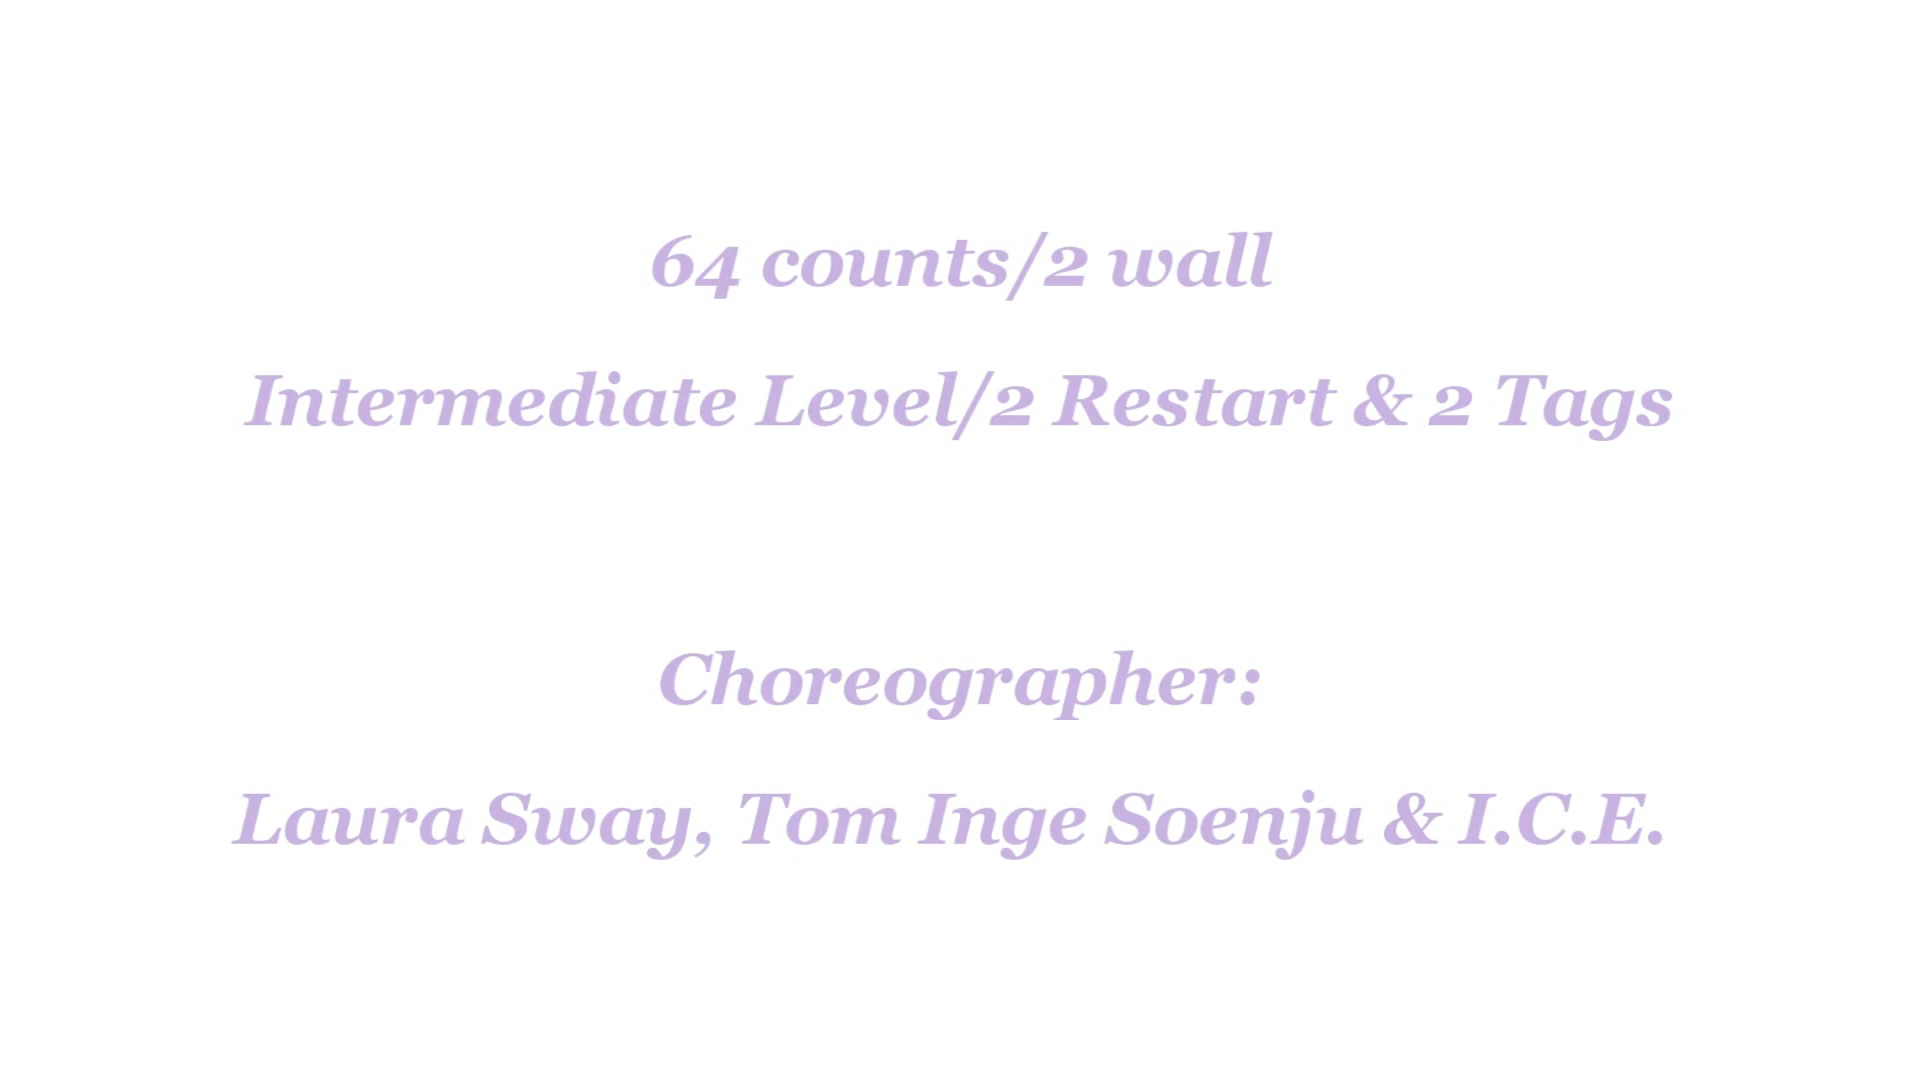 64 counts/2 wall
Intermediate Level/2 Restart & 2 Tags
Choreographer:
Laura Sway, Tom Inge Soenju & I.C.E.